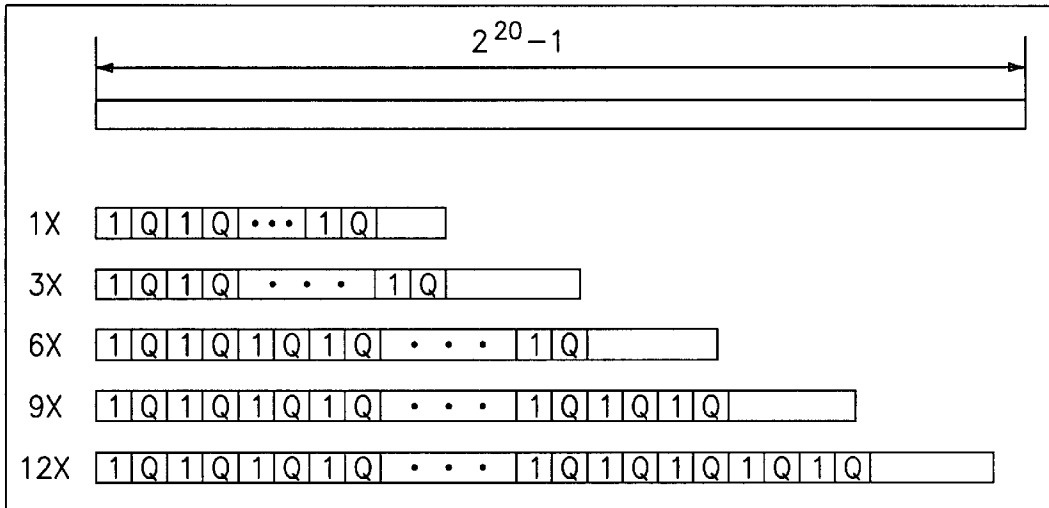 2^20−1
1X 1 Q 1 Q ••• 1 Q
3X 1 Q 1 Q • • • 1 Q
6X 1 Q 1 Q 1 Q 1 Q • • • 1 Q
9X 1 Q 1 Q 1 Q 1 Q • • • 1 Q 1 Q 1 Q
12X 1 Q 1 Q 1 Q 1 Q • • • 1 Q 1 Q 1 Q 1 Q 1 Q